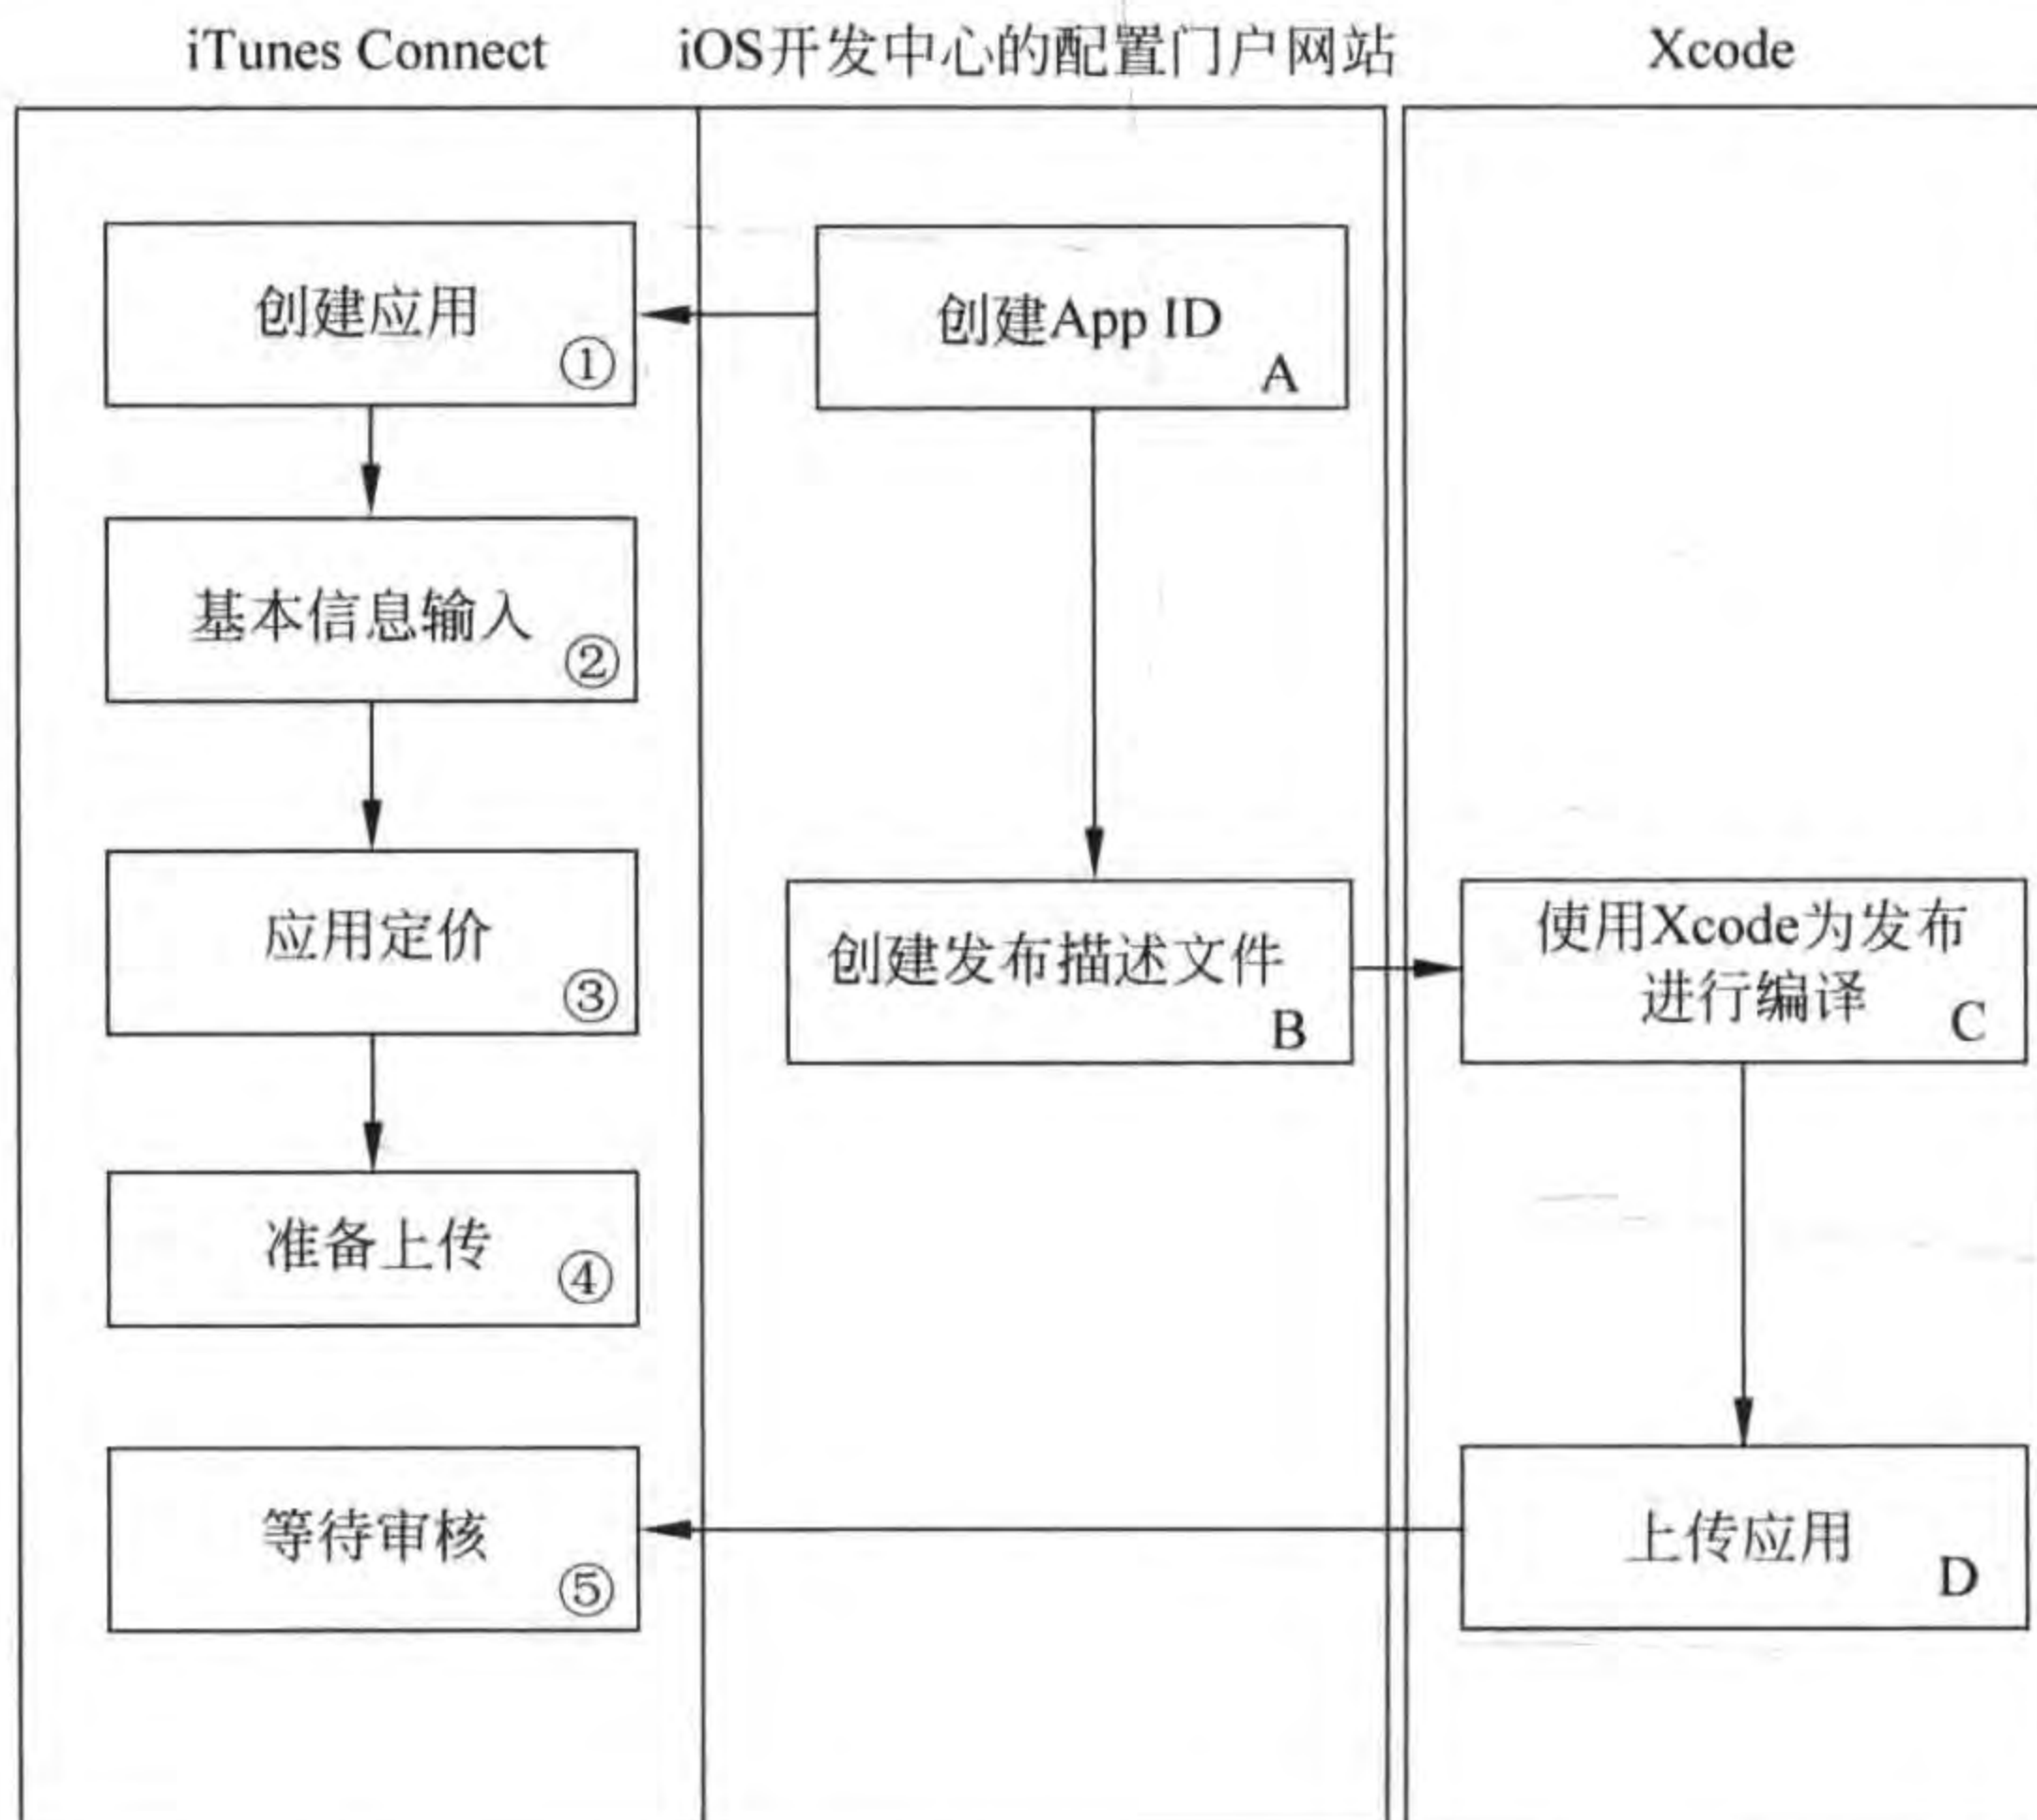 iTunes Connect
iOS开发中心的配置门户网站
Xcode
创建应用
①
创建App ID
A
基本信息输入
②
应用定价
③
创建发布描述文件
B
使用Xcode为发布
进行编译
C
准备上传
④
等待审核
⑤
上传应用
D